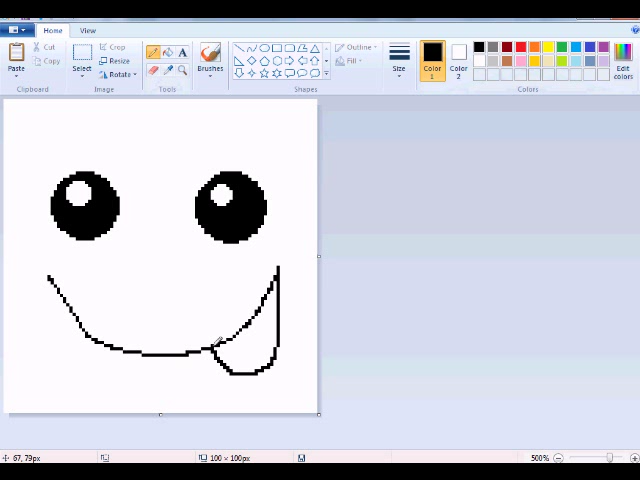 Home View
Paste
Cut
Copy
Clipboard
Select
Crop
Resize
Rotate
Image
A
Tools
Brushes
Outline
Fill
Shapes
Size
Color 1
Color 2
Edit colors
Colors
67, 79px
100 × 100px
500%